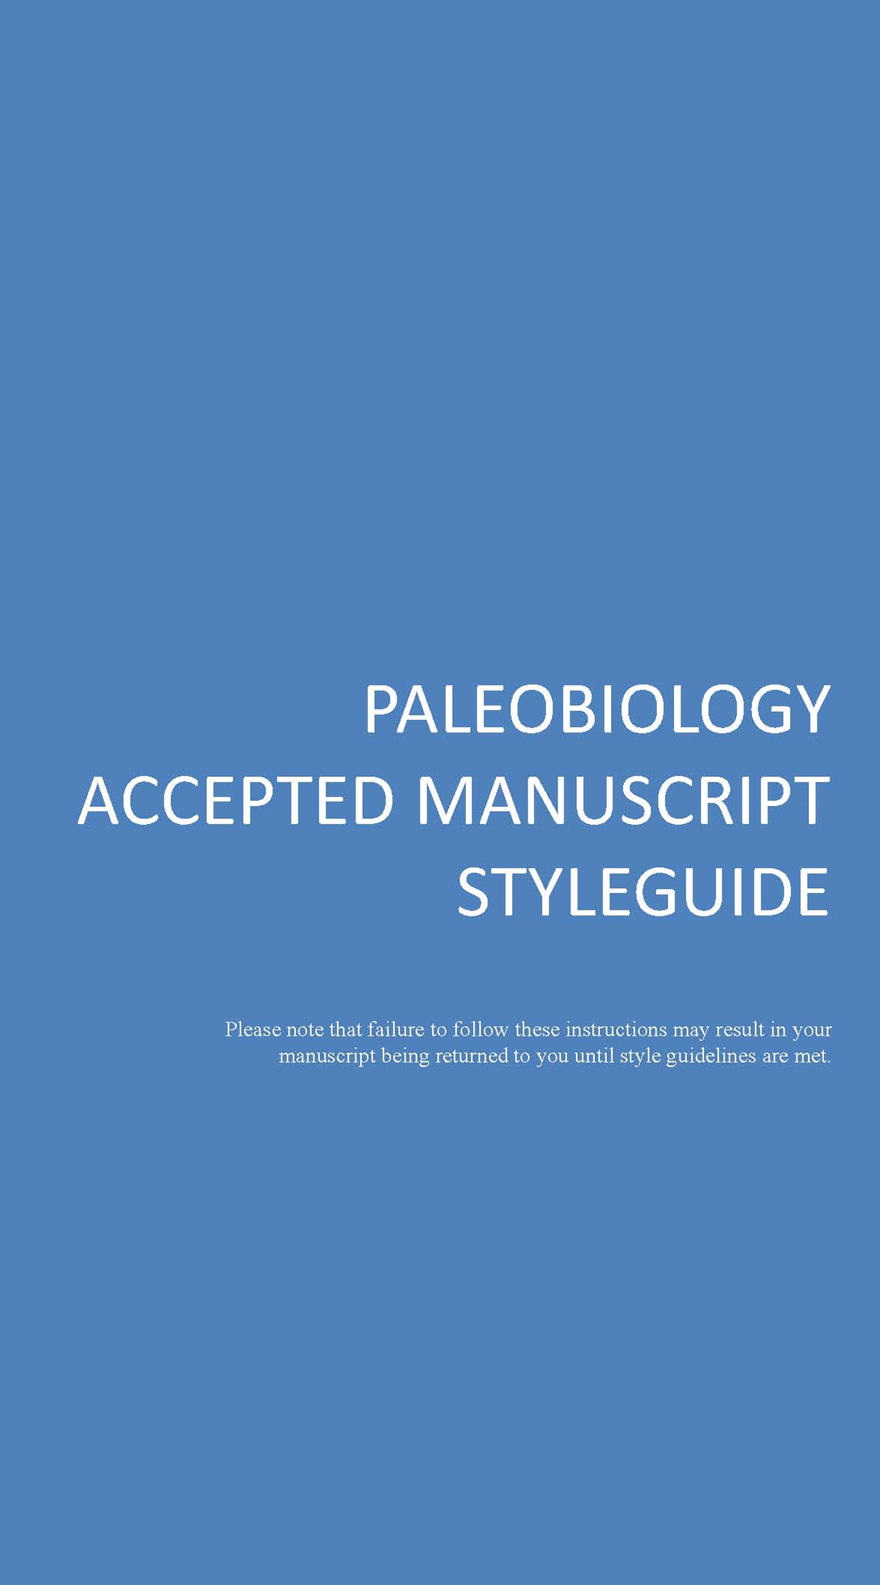 PALEOBIOLOGY
ACCEPTED MANUSCRIPT
STYLEGUIDE
Please note that failure to follow these instructions may result in your
manuscript being returned to you until style guidelines are met.